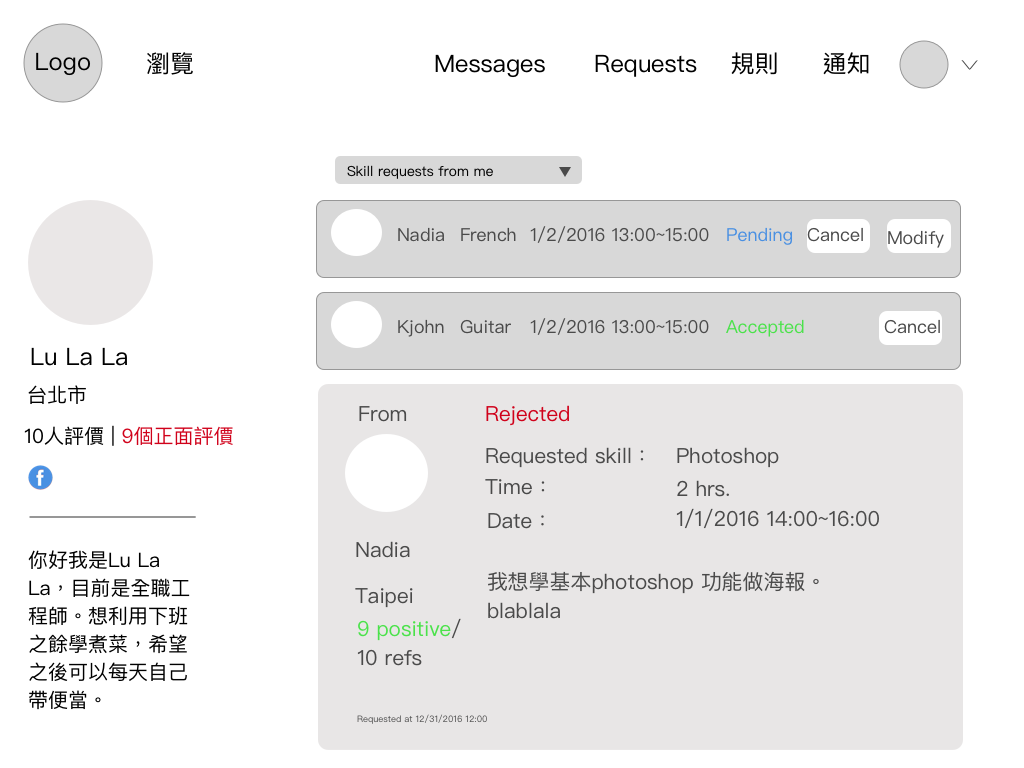 Logo 瀏覽 Messages Requests 規則 通知
Skill requests from me
Nadia French 1/2/2016 13:00~15:00 Pending Cancel Modify
Kjohn Guitar 1/2/2016 13:00~15:00 Accepted Cancel
Lu La La
台北市
10人評價 | 9個正面評價
f
你好我是Lu La
La，目前是全職工
程師。想利用下班
之餘學煮菜，希望
之後可以每天自己
帶便當。
From Rejected
Requested skill： Photoshop
Time： 2 hrs.
Date： 1/1/2016 14:00~16:00
Nadia
Taipei
9 positive/
10 refs
我想學基本photoshop 功能做海報。
blablala
Requested at 12/31/2016 12:00